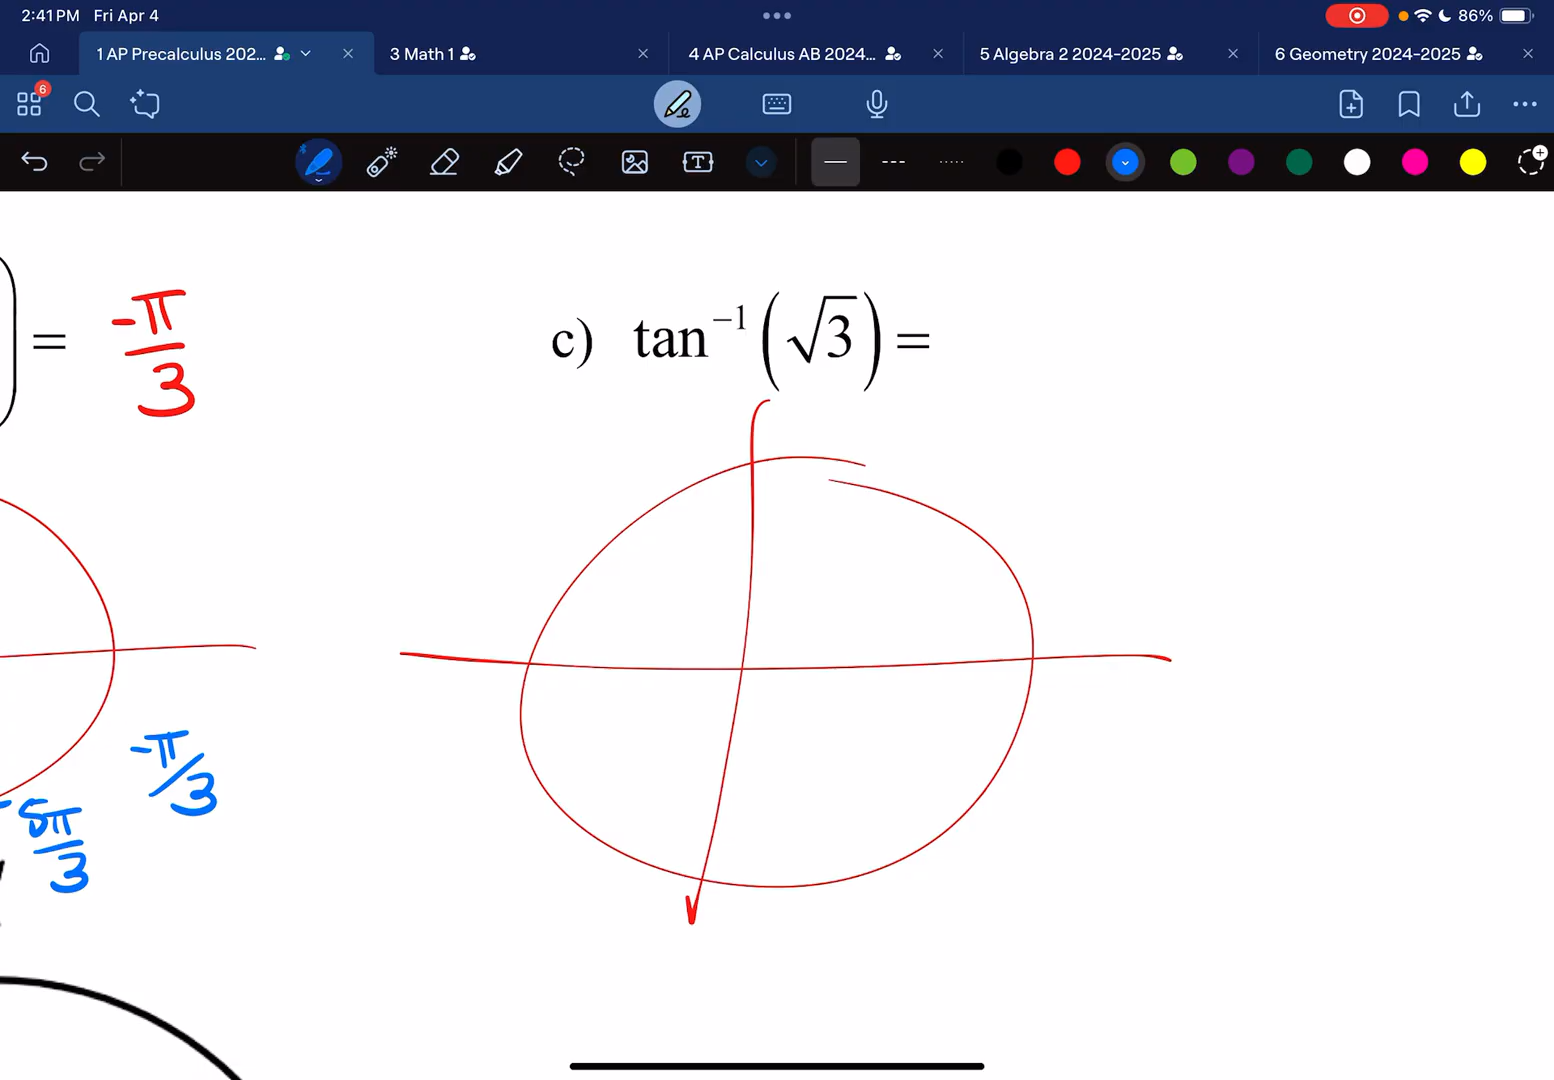 2:41 PM Fri Apr 4
86%
1 AP Precalculus 202...
3 Math 1
4 AP Calculus AB 2024...
5 Algebra 2 2024-2025
6 Geometry 2024-2025
6
T
= -π/3
c) tan⁻¹(√3) =
-π/3
5π/3